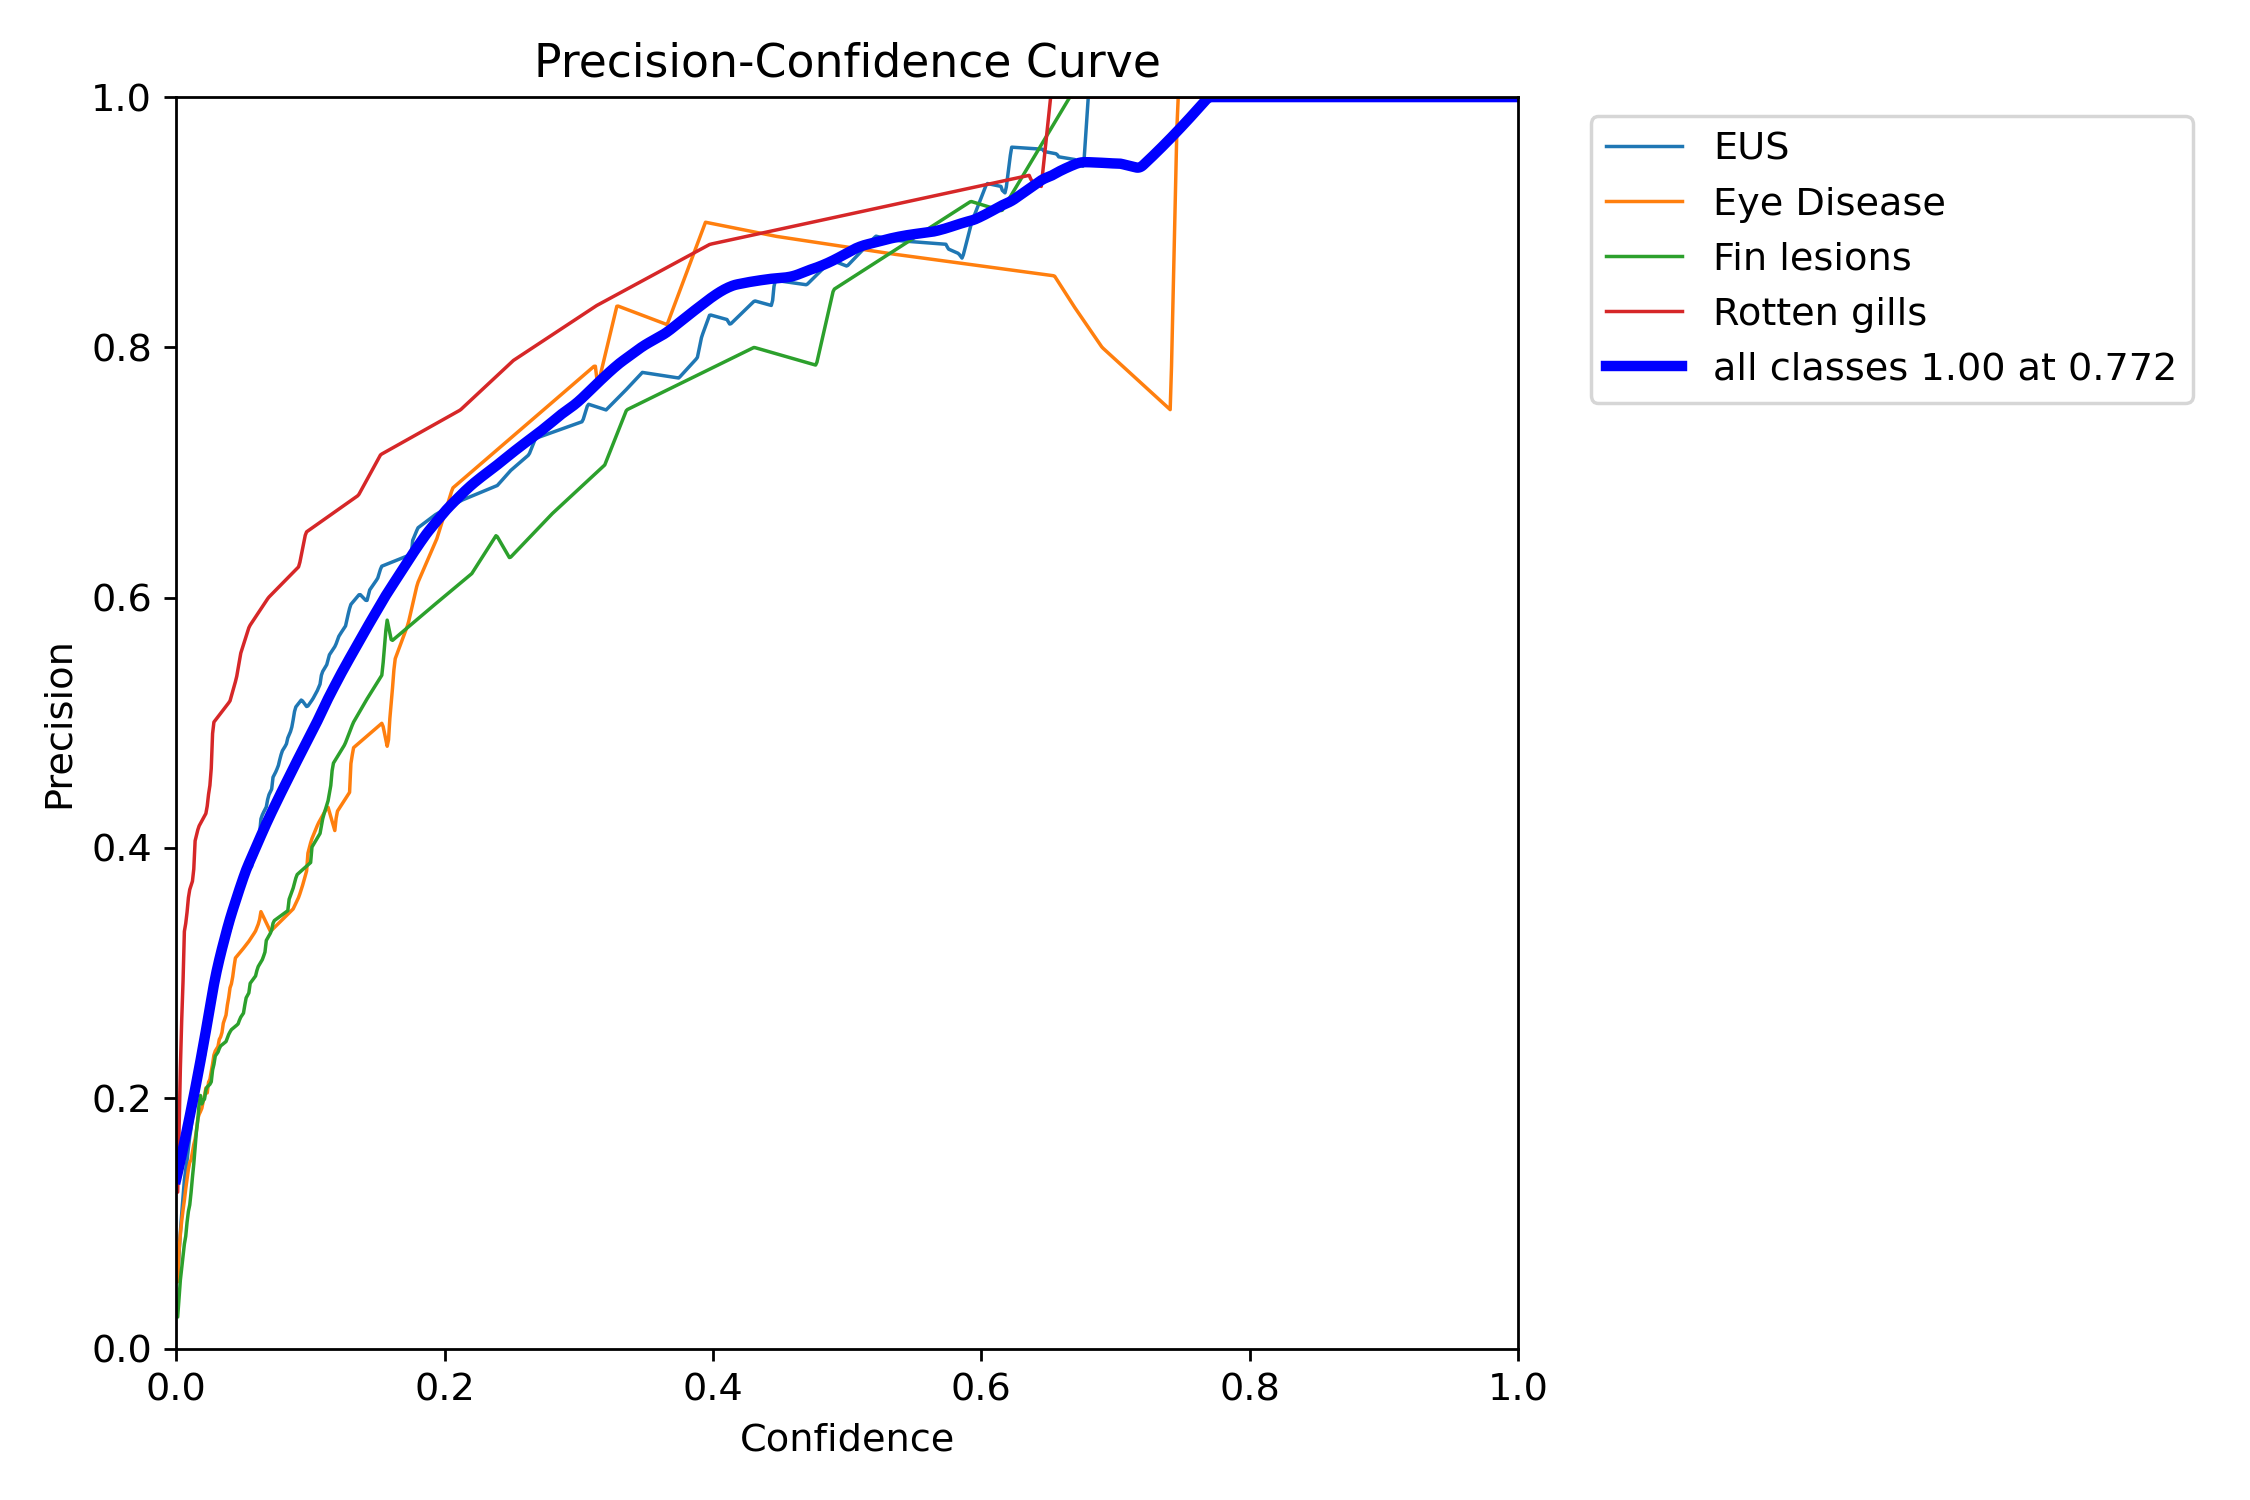 Precision-Confidence Curve
1.0
0.8
0.6
0.4
0.2
0.0
Precision
0.0 0.2 0.4 0.6 0.8 1.0
Confidence
EUS
Eye Disease
Fin lesions
Rotten gills
all classes 1.00 at 0.772